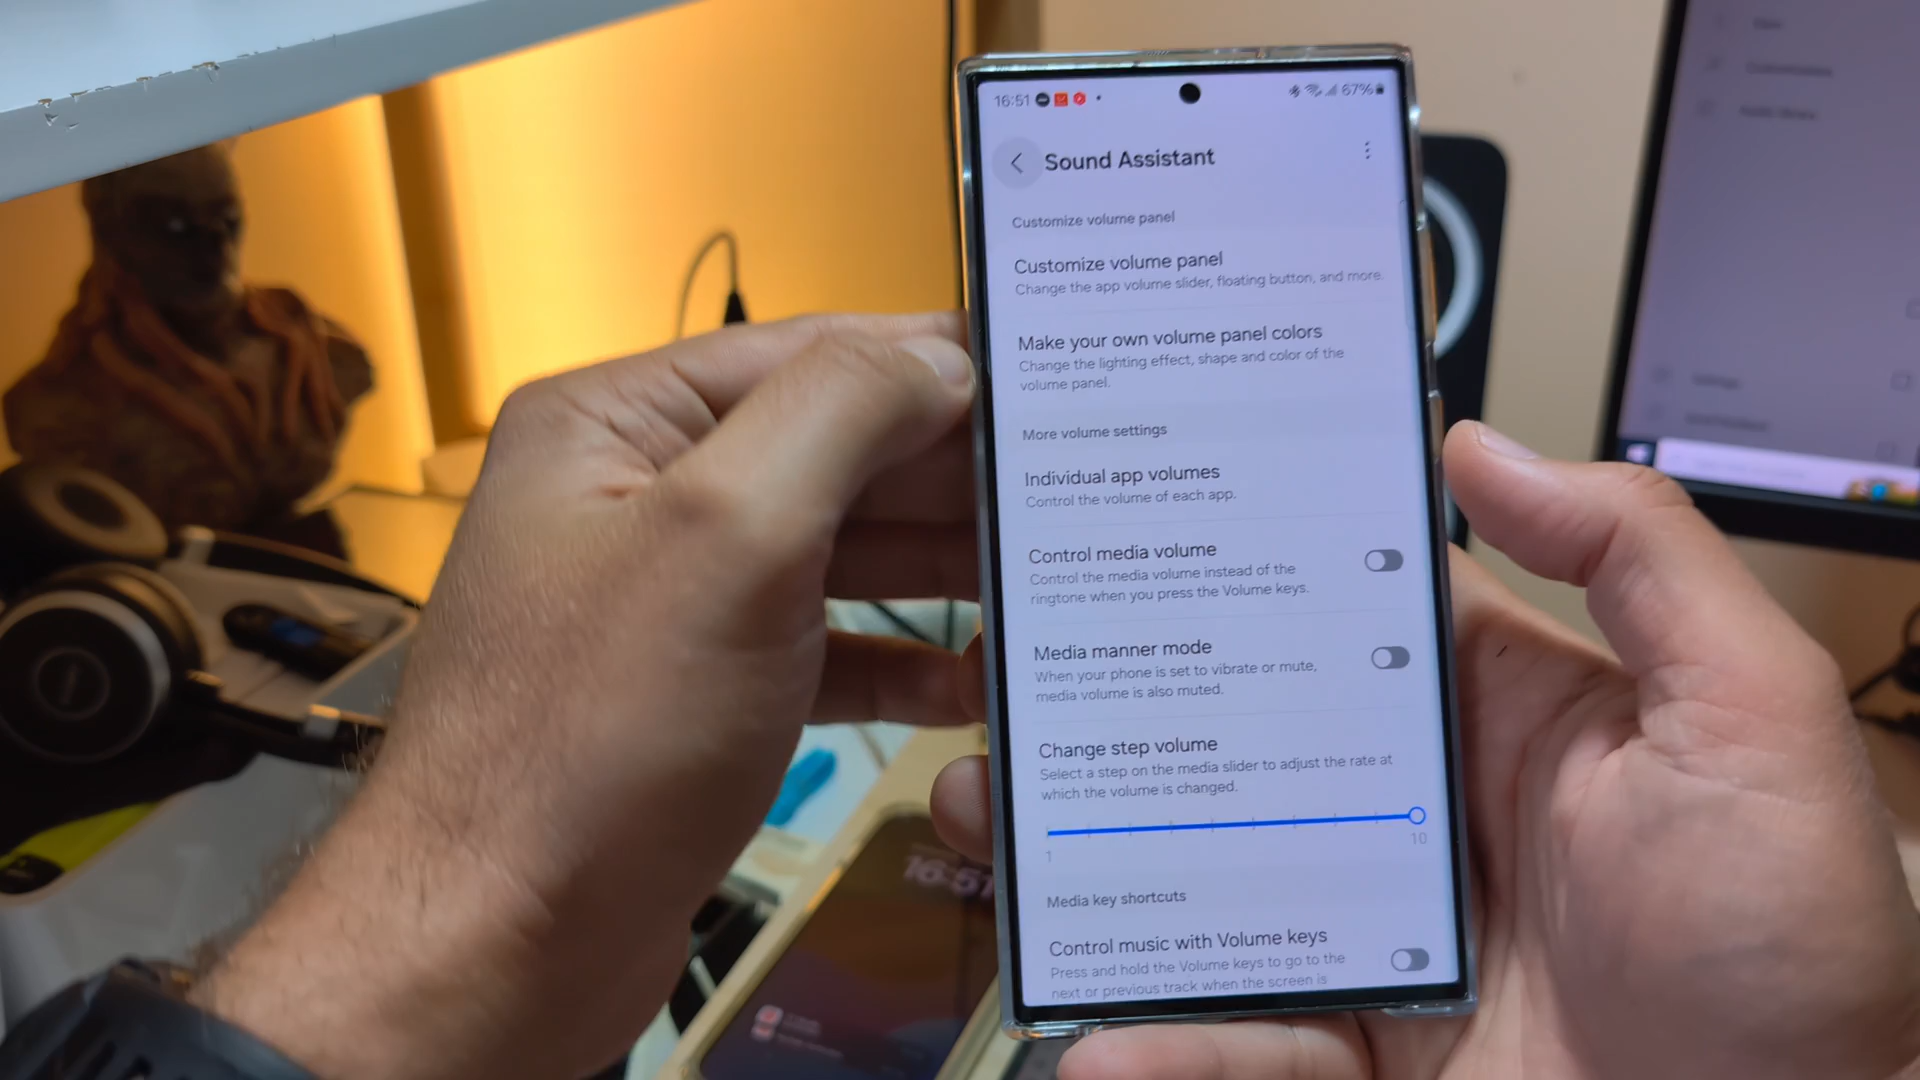 16:51
67%
Sound Assistant
Customize volume panel
Customize volume panel
Change the app volume slider, floating button, and more.
Make your own volume panel colors
Change the lighting effect, shape and color of the
volume panel.
More volume settings
Individual app volumes
Control the volume of each app.
Control media volume
Control the media volume instead of the
ringtone when you press the Volume keys.
Media manner mode
When your phone is set to vibrate or mute,
media volume is also muted.
Change step volume
Select a step on the media slider to adjust the rate at
which the volume is changed.
1
10
Media key shortcuts
Control music with Volume keys
Press and hold the Volume keys to go to the
next or previous track when the screen is
16:51